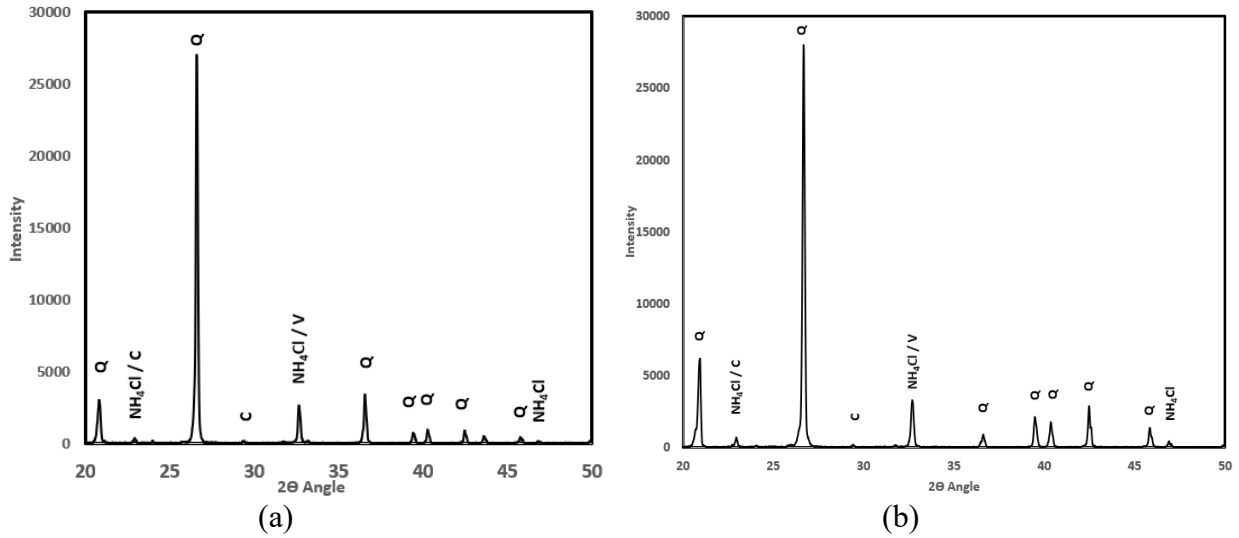 30000
25000
20000
15000
10000
5000
0
Intensity
Q
NH₄Cl / C
Q
C
NH₄Cl / V
Q
Q
Q
Q
Q
NH₄Cl
20 25 30 35 40 45 50
2Θ Angle
(a)
30000
25000
20000
15000
10000
5000
0
Intensity
Q
NH₄Cl / C
Q
C
NH₄Cl / V
Q
Q
Q
Q
Q
NH₄Cl
20 25 30 35 40 45 50
2Θ Angle
(b)